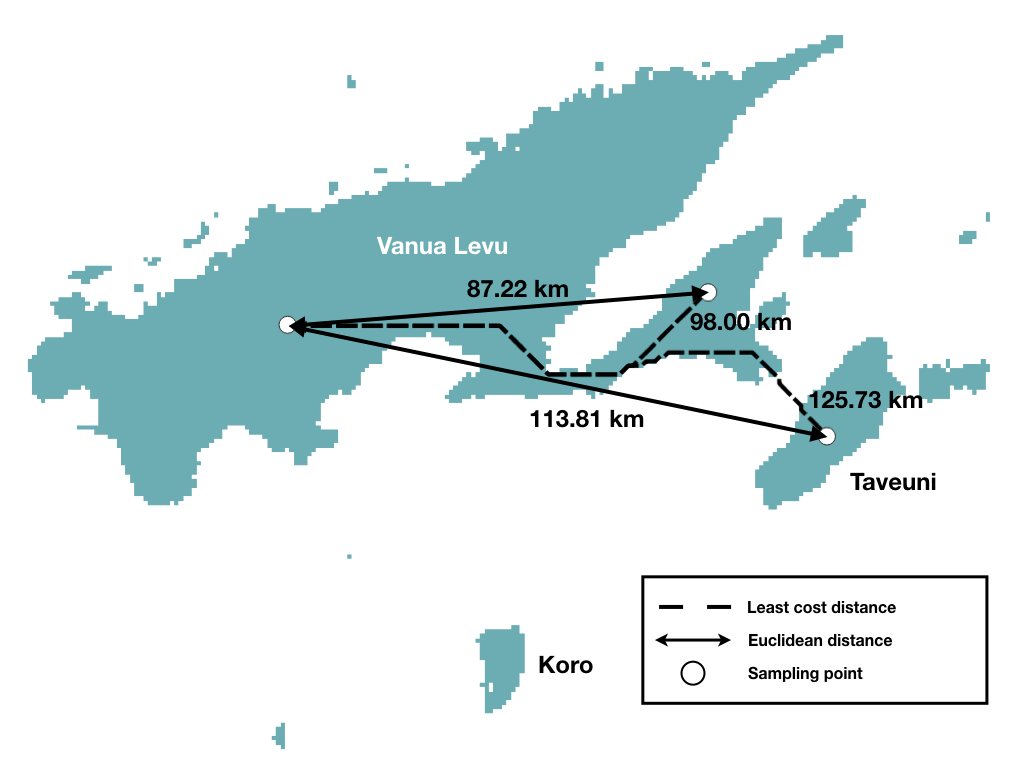 Vanua Levu
87.22 km
98.00 km
125.73 km
113.81 km
Taveuni
Least cost distance
Euclidean distance
Koro
Sampling point